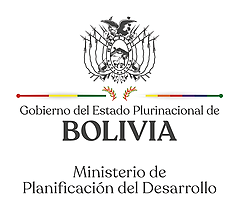 Gobierno del Estado Plurinacional de
BOLIVIA
Ministerio de
Planificación del Desarrollo